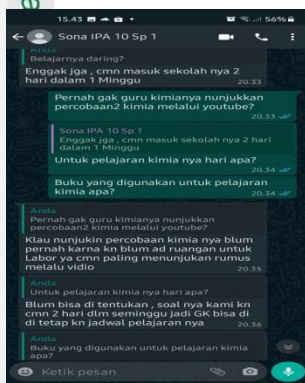 15.43
56%
Sona IPA 10 Sp 1
Anda
Belajarnya daring?
Enggak jga , cmn masuk sekolah nya 2
hari dalam 1 Minggu
20.33
Pernah gak guru kimianya nunjukkan
percobaan2 kimia melalui youtube?
20.33
Sona IPA 10 Sp 1
Enggak jga , cmn masuk sekolah nya 2 hari
dalam 1 Minggu
Untuk pelajaran kimia nya hari apa?
20.34
Buku yang digunakan untuk pelajaran
kimia apa?
20.34
Anda
Pernah gak guru kimianya nunjukkan
percobaan2 kimia melalui youtube?
Klau nunjukin percobaan kimia nya blum
pernah karna kn blum ad ruangan untuk
Labor ya cmn paling menunjukan rumus
melalu vidio
20.35
Anda
Untuk pelajaran kimia nya hari apa?
Blum bisa di tentukan , soal nya kami kn
cmn 2 hari dlm seminggu jadi GK bisa di
di tetap kn jadwal pelajaran nya
20.36
Anda
Buku yang digunakan untuk pelajaran kimia
apa?
Ketik pesan